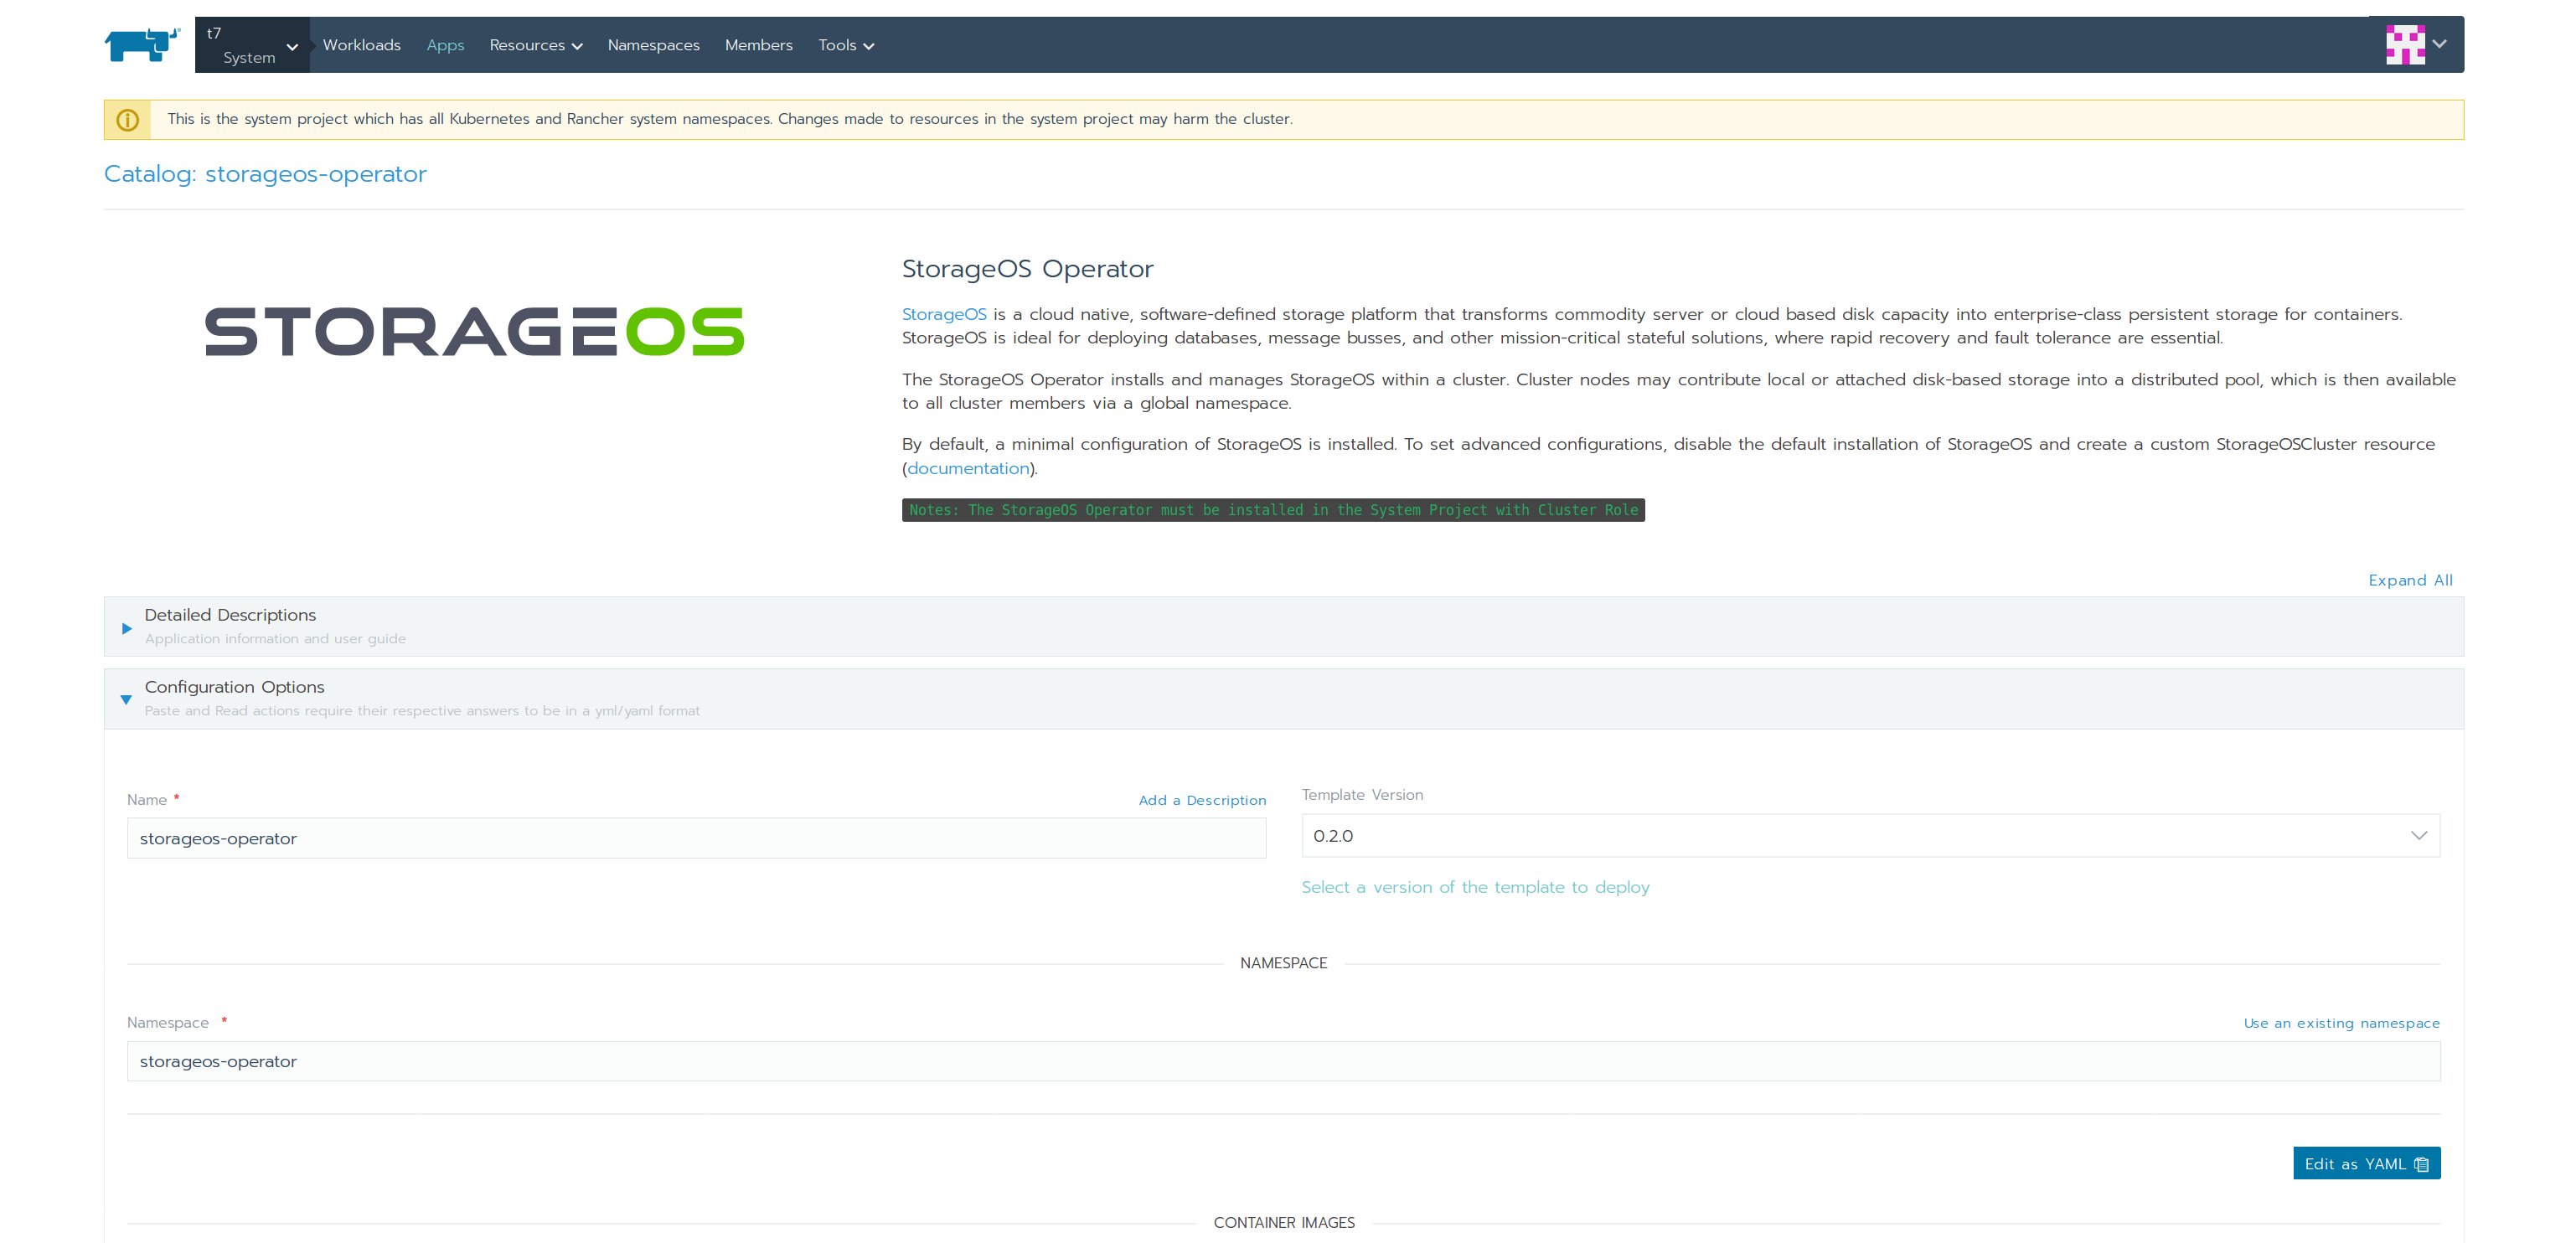 t7
System
Workloads
Apps
Resources
Namespaces
Members
Tools
This is the system project which has all Kubernetes and Rancher system namespaces. Changes made to resources in the system project may harm the cluster.
Catalog: storageos-operator
STORAGEOS
StorageOS Operator
StorageOS is a cloud native, software-defined storage platform that transforms commodity server or cloud based disk capacity into enterprise-class persistent storage for containers.
StorageOS is ideal for deploying databases, message busses, and other mission-critical stateful solutions, where rapid recovery and fault tolerance are essential.
The StorageOS Operator installs and manages StorageOS within a cluster. Cluster nodes may contribute local or attached disk-based storage into a distributed pool, which is then available
to all cluster members via a global namespace.
By default, a minimal configuration of StorageOS is installed. To set advanced configurations, disable the default installation of StorageOS and create a custom StorageOSCluster resource
(documentation).
Notes: The StorageOS Operator must be installed in the System Project with Cluster Role
Expand All
Detailed Descriptions
Application information and user guide
Configuration Options
Paste and Read actions require their respective answers to be in a yml/yaml format
Name *
Add a Description
storageos-operator
Template Version
0.2.0
Select a version of the template to deploy
NAMESPACE
Namespace *
Use an existing namespace
storageos-operator
Edit as YAML
CONTAINER IMAGES